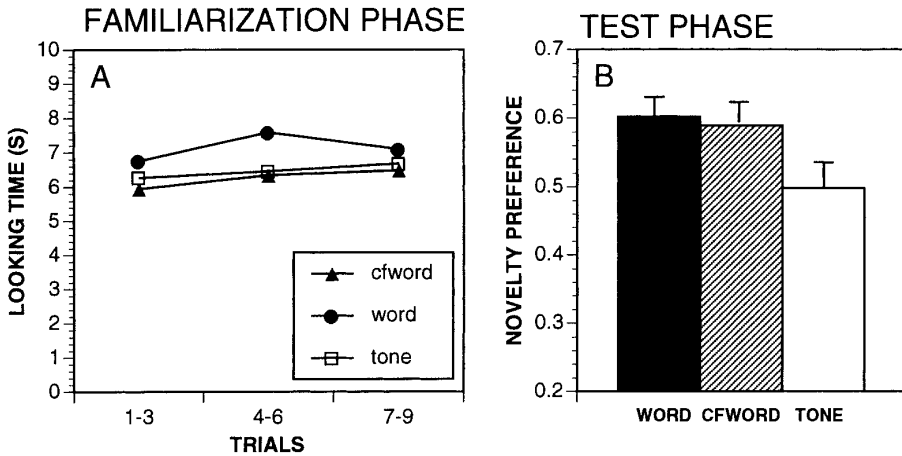 FAMILIARIZATION PHASE
A
LOOKING TIME (S)
10
9
8
7
6
5
4
3
2
1
0
cfword
word
tone
1-3 4-6 7-9
TRIALS
TEST PHASE
B
NOVELTY PREFERENCE
0.7
0.6
0.5
0.4
0.3
0.2
WORD CFWORD TONE